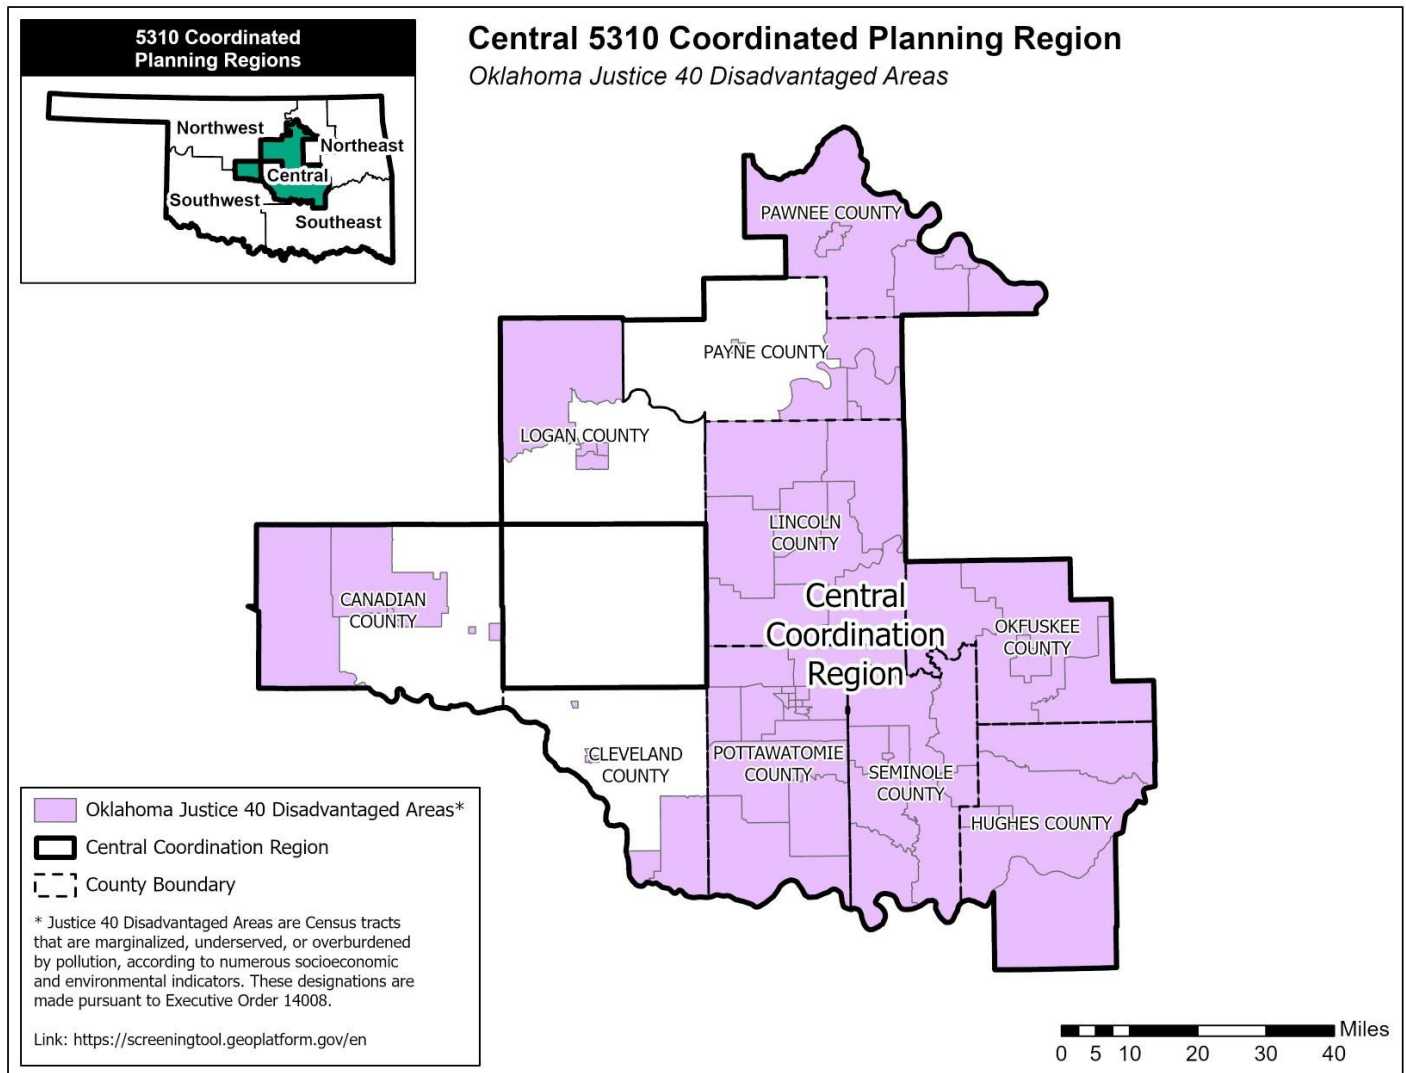 5310 Coordinated
Planning Regions
Northwest
Northeast
Central
Southwest
Southeast
Central 5310 Coordinated Planning Region
Oklahoma Justice 40 Disadvantaged Areas
PAWNEE COUNTY
PAYNE COUNTY
LOGAN COUNTY
LINCOLN
COUNTY
CANADIAN
COUNTY
Central
Coordination
Region
OKFUSKEE
COUNTY
CLEVELAND
COUNTY
POTTAWATOMIE
COUNTY
SEMINOLE
COUNTY
HUGHES COUNTY
Oklahoma Justice 40 Disadvantaged Areas*
Central Coordination Region
County Boundary
* Justice 40 Disadvantaged Areas are Census tracts
that are marginalized, underserved, or overburdened
by pollution, according to numerous socioeconomic
and environmental indicators. These designations are
made pursuant to Executive Order 14008.
Link: https://screeningtool.geoplatform.gov/en
Miles
0 5 10 20 30 40